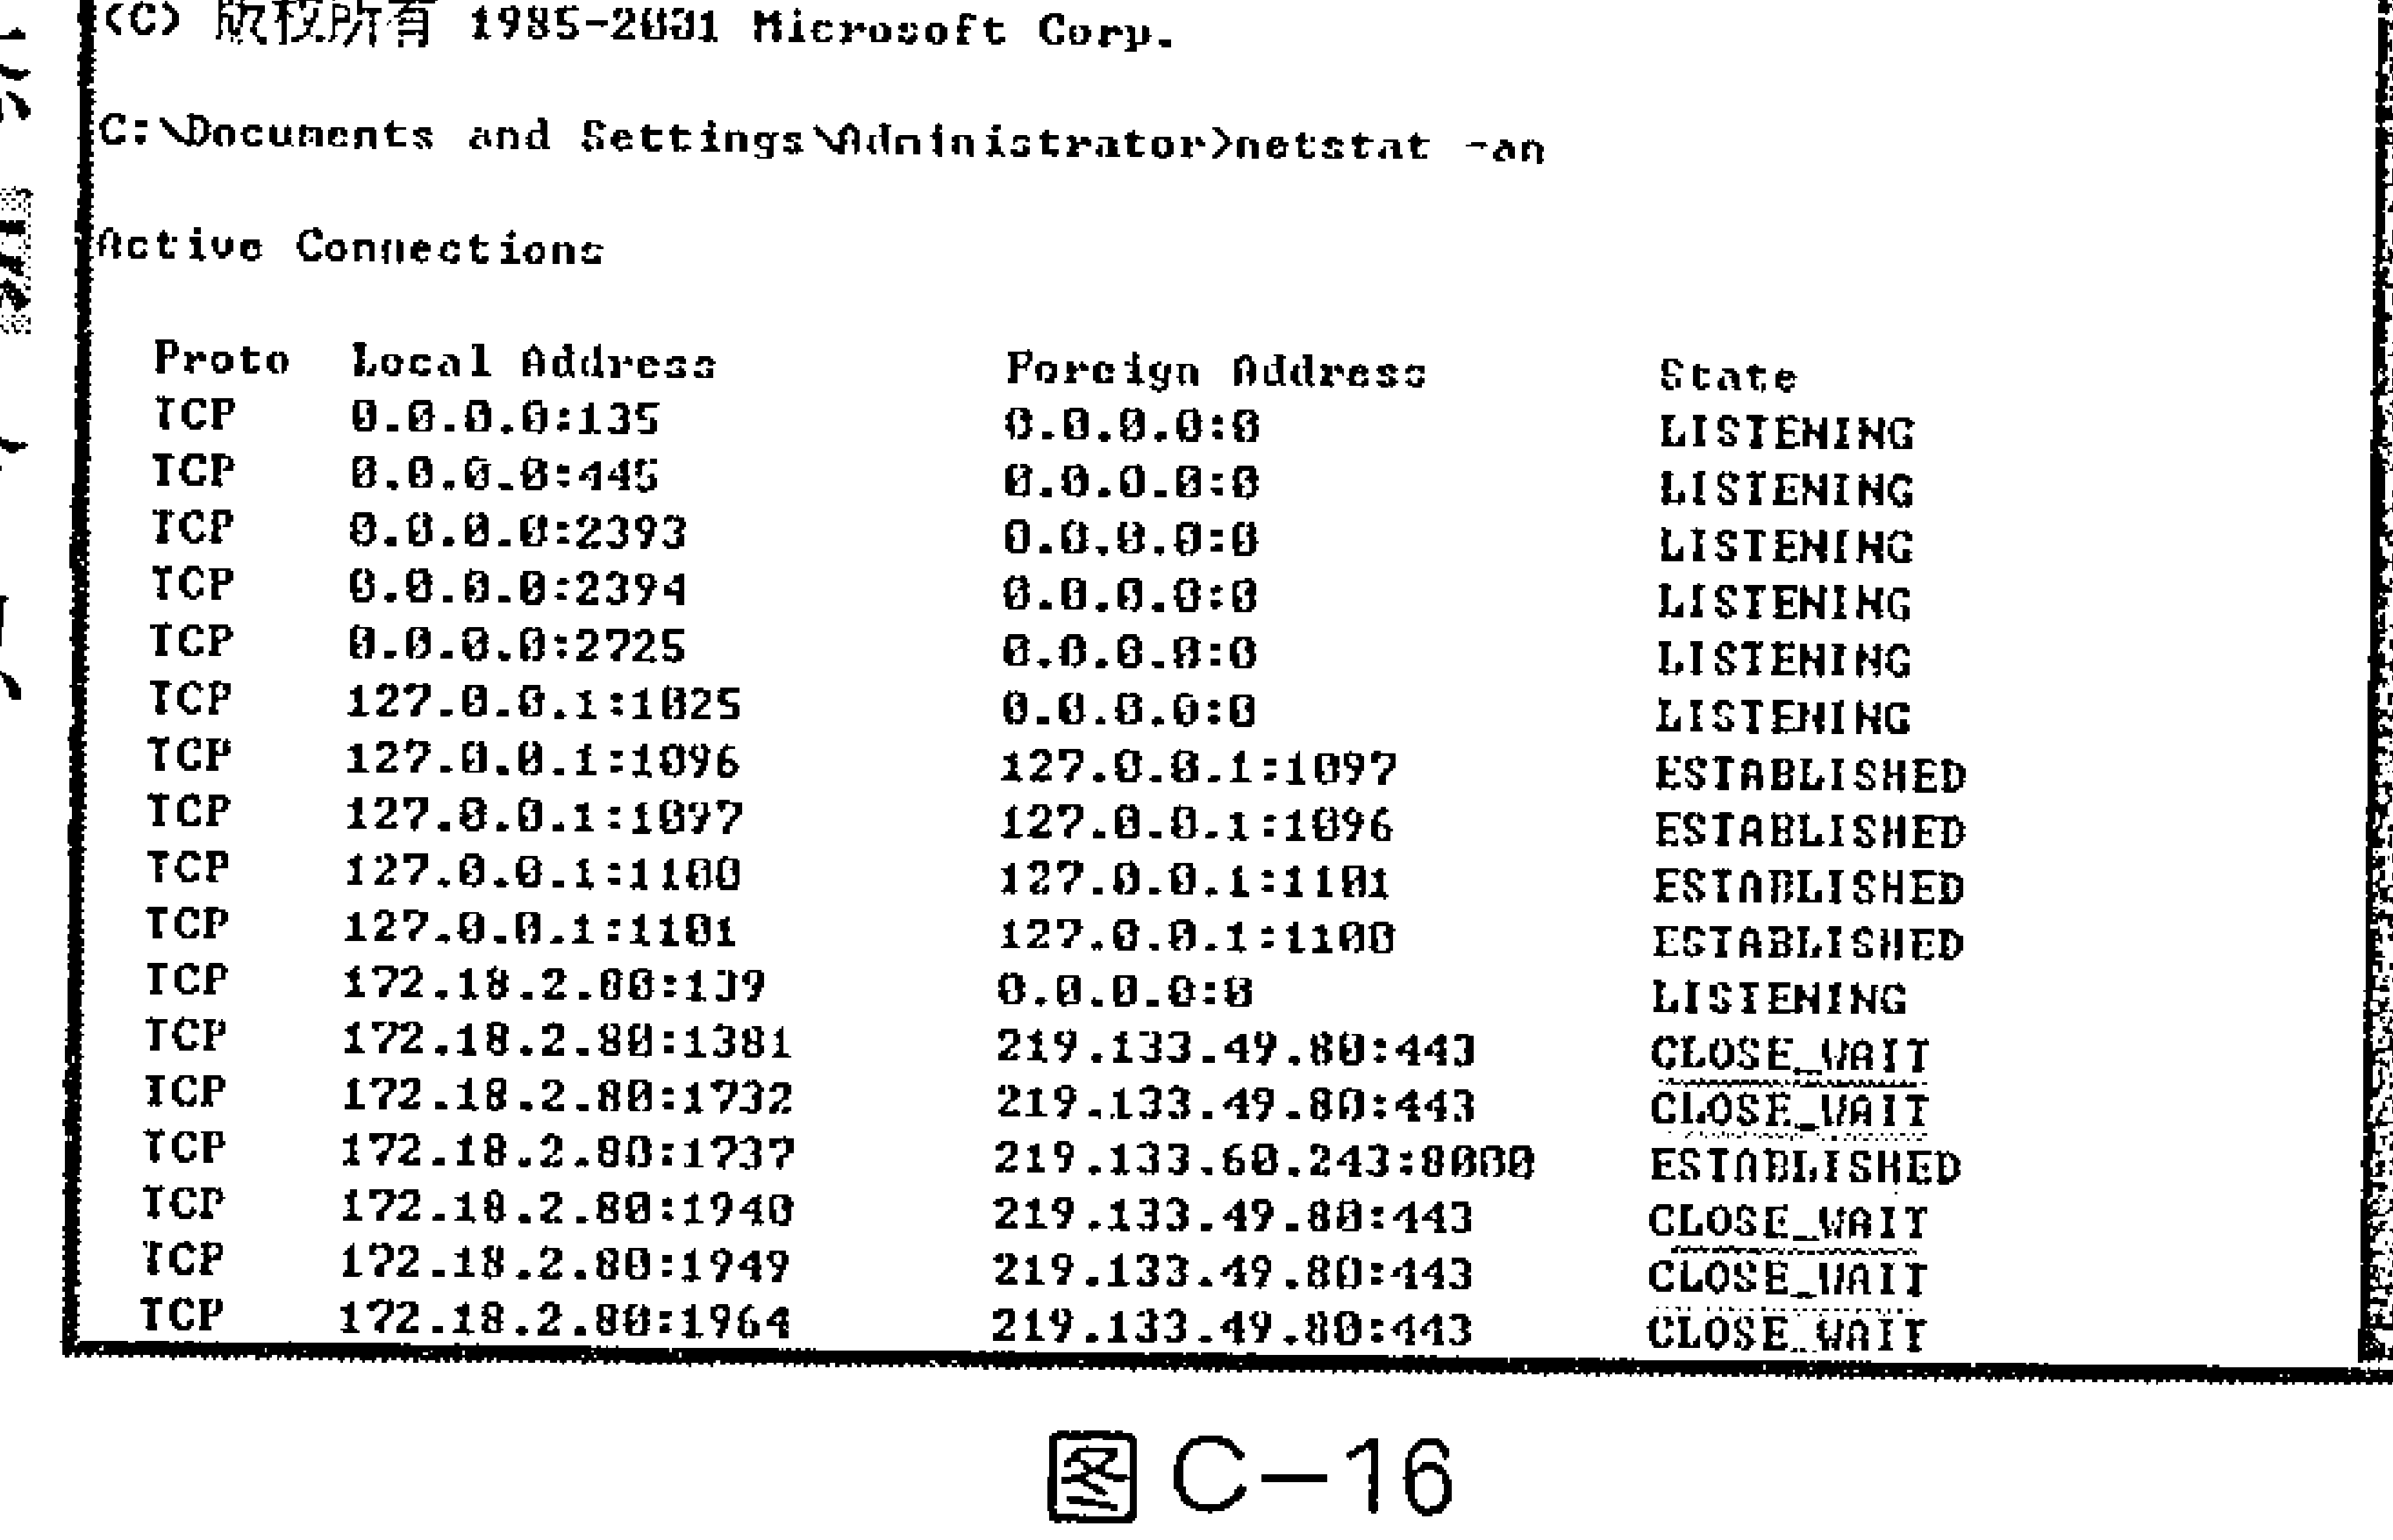 (C) 版权所有 1985-2001 Microsoft Corp.
C:\Documents and Settings\Administrator>netstat -an
Active Connections
Proto Local Address Foreign Address State
TCP 0.0.0.0:135 0.0.0.0:0 LISTENING
TCP 0.0.0.0:445 0.0.0.0:0 LISTENING
TCP 0.0.0.0:2393 0.0.0.0:0 LISTENING
TCP 0.0.0.0:2394 0.0.0.0:0 LISTENING
TCP 0.0.0.0:2725 0.0.0.0:0 LISTENING
TCP 127.0.0.1:1025 0.0.0.0:0 LISTENING
TCP 127.0.0.1:1096 127.0.0.1:1097 ESTABLISHED
TCP 127.0.0.1:1097 127.0.0.1:1096 ESTABLISHED
TCP 127.0.0.1:1100 127.0.0.1:1101 ESTABLISHED
TCP 127.0.0.1:1101 127.0.0.1:1100 ESTABLISHED
TCP 172.18.2.80:139 0.0.0.0:0 LISTENING
TCP 172.18.2.80:1381 219.133.49.80:443 CLOSE_WAIT
TCP 172.18.2.80:1732 219.133.49.80:443 CLOSE_WAIT
TCP 172.18.2.80:1737 219.133.60.243:8000 ESTABLISHED
TCP 172.18.2.80:1940 219.133.49.80:443 CLOSE_WAIT
TCP 172.18.2.80:1949 219.133.49.80:443 CLOSE_WAIT
TCP 172.18.2.80:1964 219.133.49.80:443 CLOSE_WAIT
图 C-16